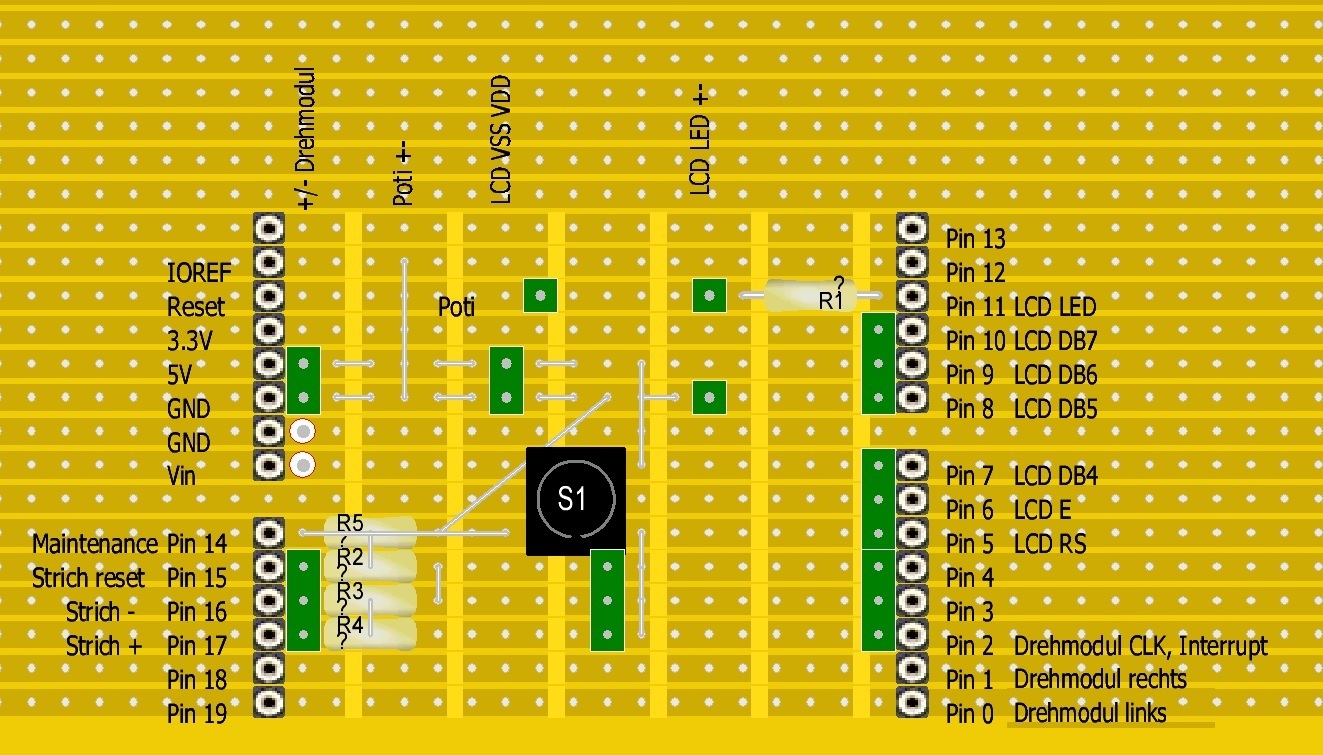 +/- Drehmodul
Poti +-
LCD VSS VDD
LCD LED +-
IOREF
Reset
3.3V
5V
GND
GND
Vin
Poti
?
R1
S1
Pin 13
Pin 12
Pin 11 LCD LED
Pin 10 LCD DB7
Pin 9 LCD DB6
Pin 8 LCD DB5
Pin 7 LCD DB4
Pin 6 LCD E
Pin 5 LCD RS
Pin 4
Pin 3
Pin 2 Drehmodul CLK, Interrupt
Pin 1 Drehmodul rechts
Pin 0 Drehmodul links
Maintenance Pin 14
Strich reset Pin 15
Strich - Pin 16
Strich + Pin 17
Pin 18
Pin 19
R5
?
R2
?
R3
?
R4
?